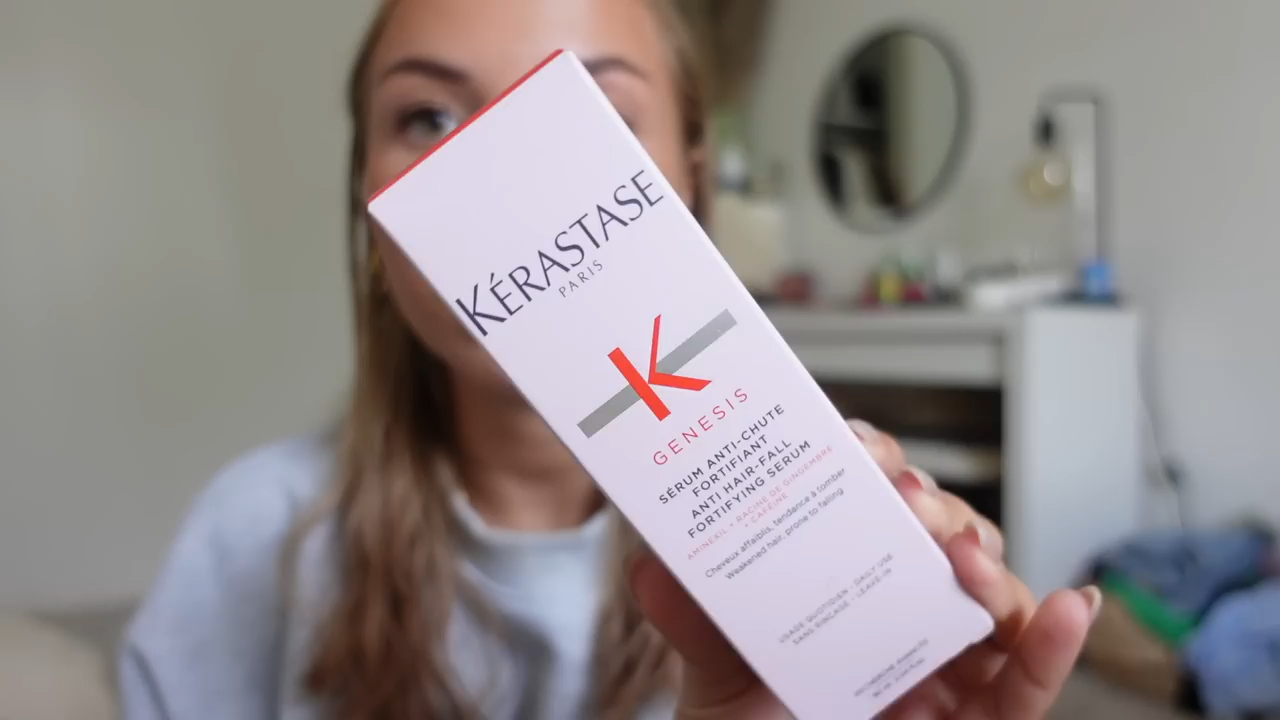 KÉRASTASE
PARIS
K
GENESIS
SÉRUM ANTI-CHUTE
FORTIFIANT
ANTI HAIR-FALL
FORTIFYING SERUM
AMINEXIL + RACINE DE GINGEMBRE
+ CAFÉINE
Cheveux affaiblis, tendance à tomber
Weakened hair, prone to falling
USAGE QUOTIDIEN - DAILY USE
SANS RINÇAGE - LEAVE-IN